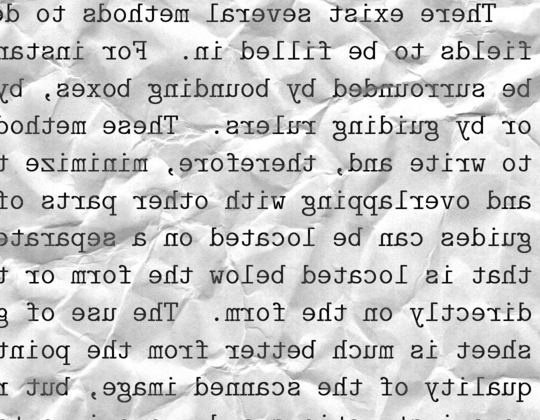 There exist several methods to de
fields to be filled in. For instan
be surrounded by bounding boxes, by
or by guiding rulers. These method
to write and, therefore, minimize t
and overlapping with other parts of
guides can be located on a separate
that is located below the form or t
directly on the form. The use of g
sheet is much better from the point
quality of the scanned image, but r